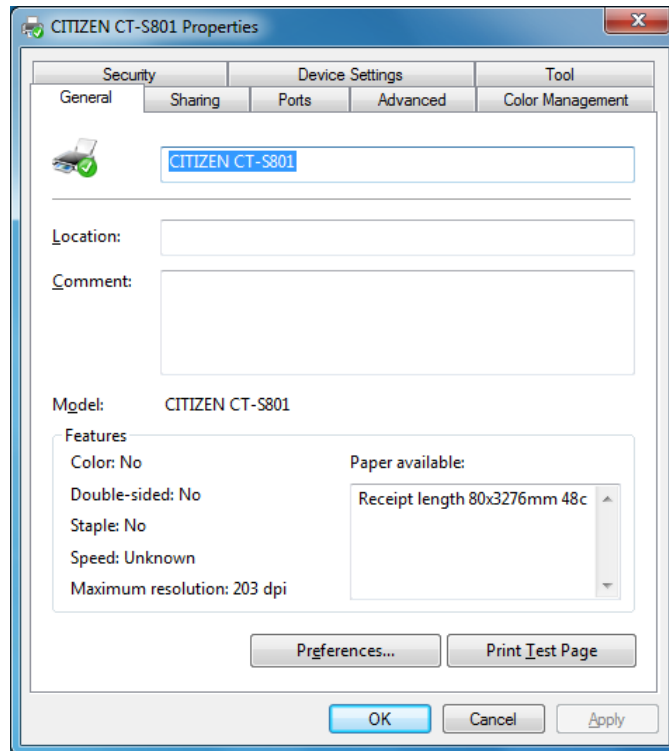 CITIZEN CT-S801 Properties
Security Device Settings Tool
General Sharing Ports Advanced Color Management
CITIZEN CT-S801
Location:
Comment:
Model: CITIZEN CT-S801
Features
Color: No
Paper available:
Double-sided: No
Receipt length 80x3276mm 48c
Staple: No
Speed: Unknown
Maximum resolution: 203 dpi
Preferences... Print Test Page
OK Cancel Apply